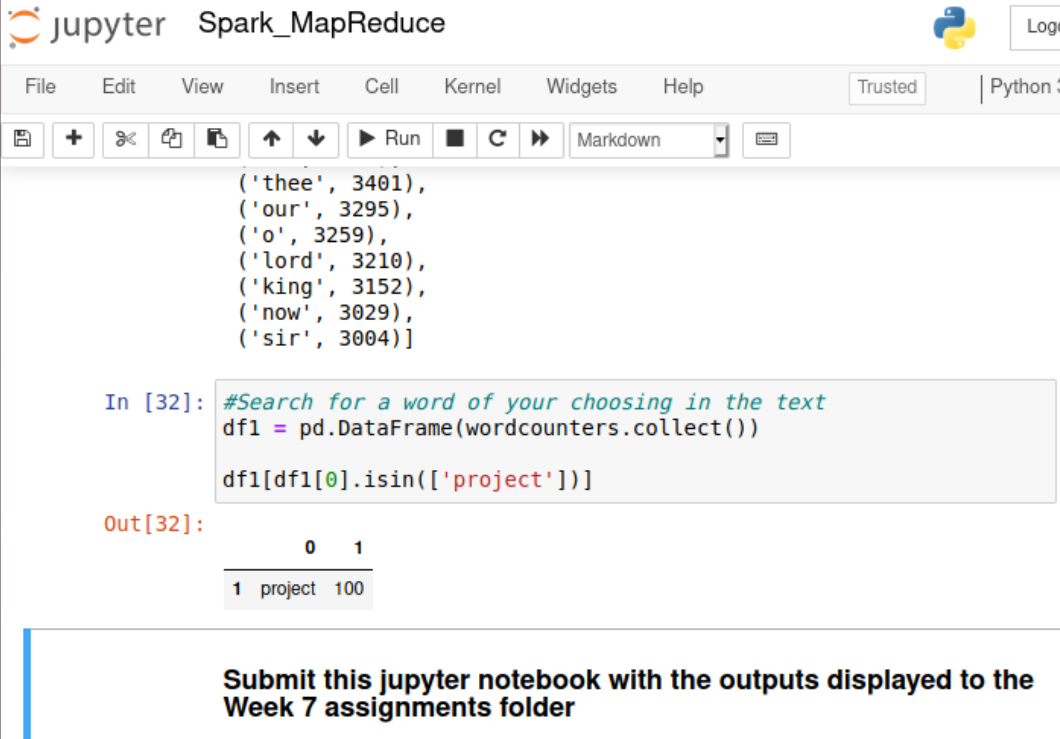 jupyter Spark_MapReduce
File Edit View Insert Cell Kernel Widgets Help Trusted Python
Run Markdown
('thee', 3401),
('our', 3295),
('o', 3259),
('lord', 3210),
('king', 3152),
('now', 3029),
('sir', 3004)]
In [32]: #Search for a word of your choosing in the text
df1 = pd.DataFrame(wordcounters.collect())
df1[df1[0].isin(['project'])]
Out[32]:
0 1
1 project 100
Submit this jupyter notebook with the outputs displayed to the
Week 7 assignments folder